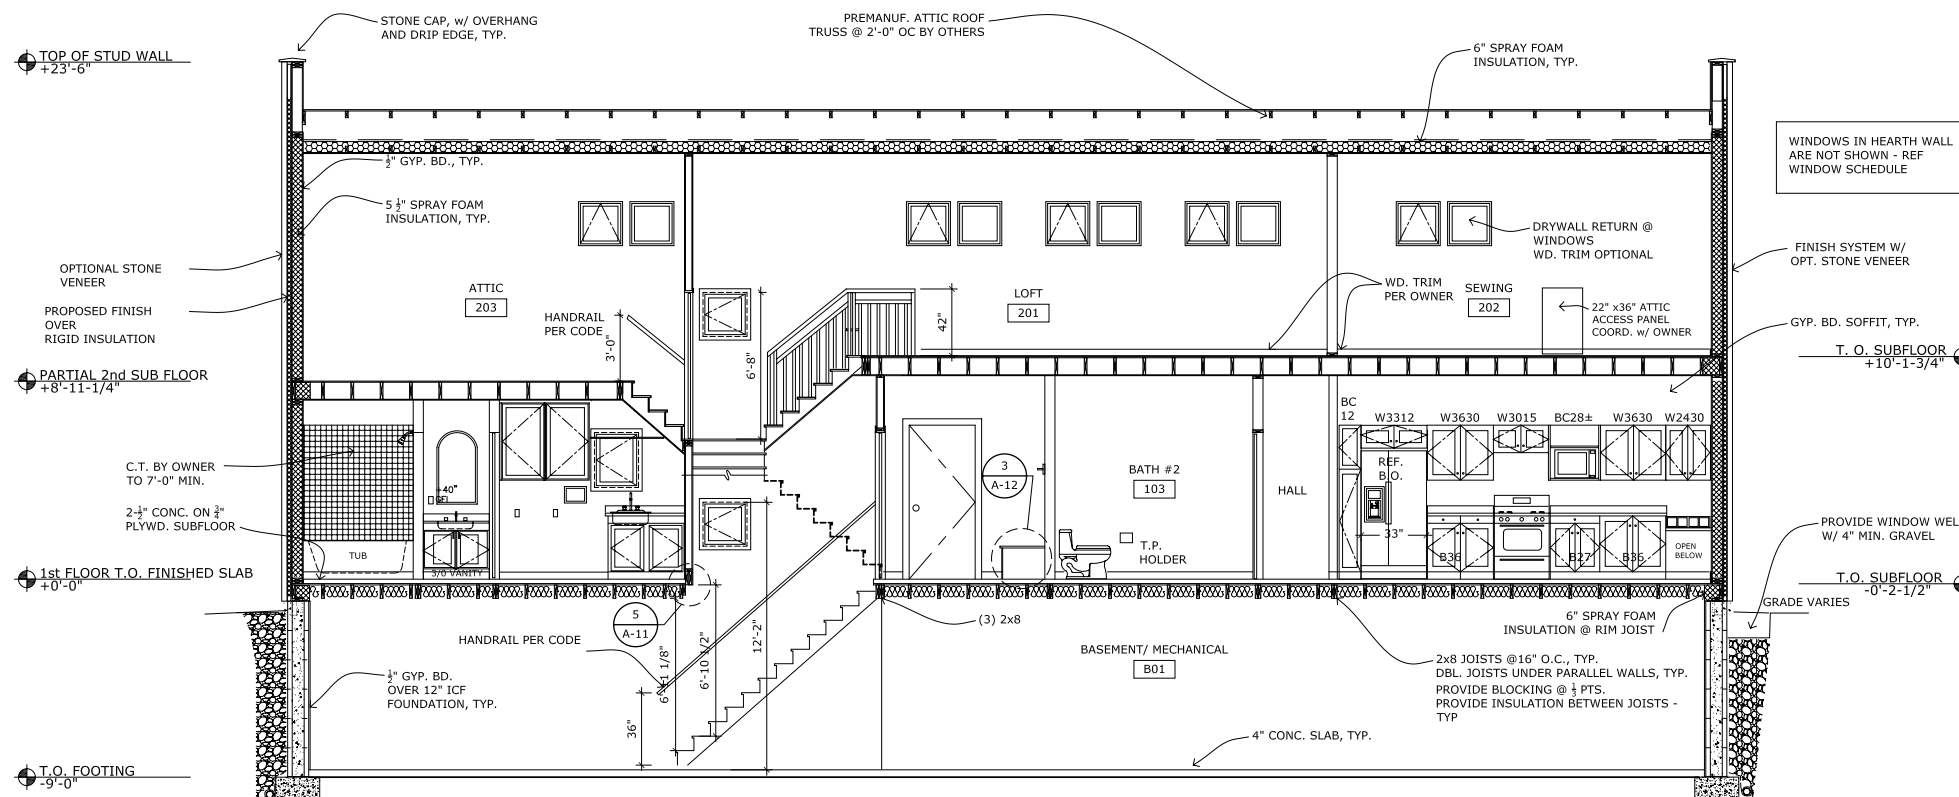 STONE CAP, w/ OVERHANG
AND DRIP EDGE, TYP.
PREMANUF. ATTIC ROOF
TRUSS @ 2'-0" OC BY OTHERS
6" SPRAY FOAM
INSULATION, TYP.
TOP OF STUD WALL
+23'-6"
WINDOWS IN HEARTH WALL
ARE NOT SHOWN - REF
WINDOW SCHEDULE
½" GYP. BD., TYP.
5 ½" SPRAY FOAM
INSULATION, TYP.
DRYWALL RETURN @
WINDOWS
WD. TRIM OPTIONAL
FINISH SYSTEM W/
OPT. STONE VENEER
OPTIONAL STONE
VENEER
PROPOSED FINISH
OVER
RIGID INSULATION
ATTIC
203
HANDRAIL
PER CODE
3'-0"
6'-8"
42"
LOFT
201
WD. TRIM
PER OWNER
SEWING
202
22" x36" ATTIC
ACCESS PANEL
COORD. w/ OWNER
GYP. BD. SOFFIT, TYP.
T. O. SUBFLOOR
+10'-1-3/4"
PARTIAL 2nd SUB FLOOR
+8'-11-1/4"
BC
12
W3312
W3630
W3015
BC28±
W3630
W2430
C.T. BY OWNER
TO 7'-0" MIN.
+40"
GFI
3
A-12
BATH #2
103
HALL
REF.
B.O.
33"
2-½" CONC. ON ¾"
PLYWD. SUBFLOOR
TUB
3/0 VANITY
T.P.
HOLDER
B36
B27
B36
OPEN
BELOW
PROVIDE WINDOW WEL
W/ 4" MIN. GRAVEL
1st FLOOR T.O. FINISHED SLAB
+0'-0"
T.O. SUBFLOOR
-0'-2-1/2"
GRADE VARIES
5
A-11
HANDRAIL PER CODE
(3) 2x8
6" SPRAY FOAM
INSULATION @ RIM JOIST
6'-10 1/2"
12'-2"
36"
BASEMENT/ MECHANICAL
B01
½" GYP. BD.
OVER 12" ICF
FOUNDATION, TYP.
2x8 JOISTS @16" O.C., TYP.
DBL. JOISTS UNDER PARALLEL WALLS, TYP.
PROVIDE BLOCKING @ ⅓ PTS.
PROVIDE INSULATION BETWEEN JOISTS -
TYP
4" CONC. SLAB, TYP.
T.O. FOOTING
-9'-0"